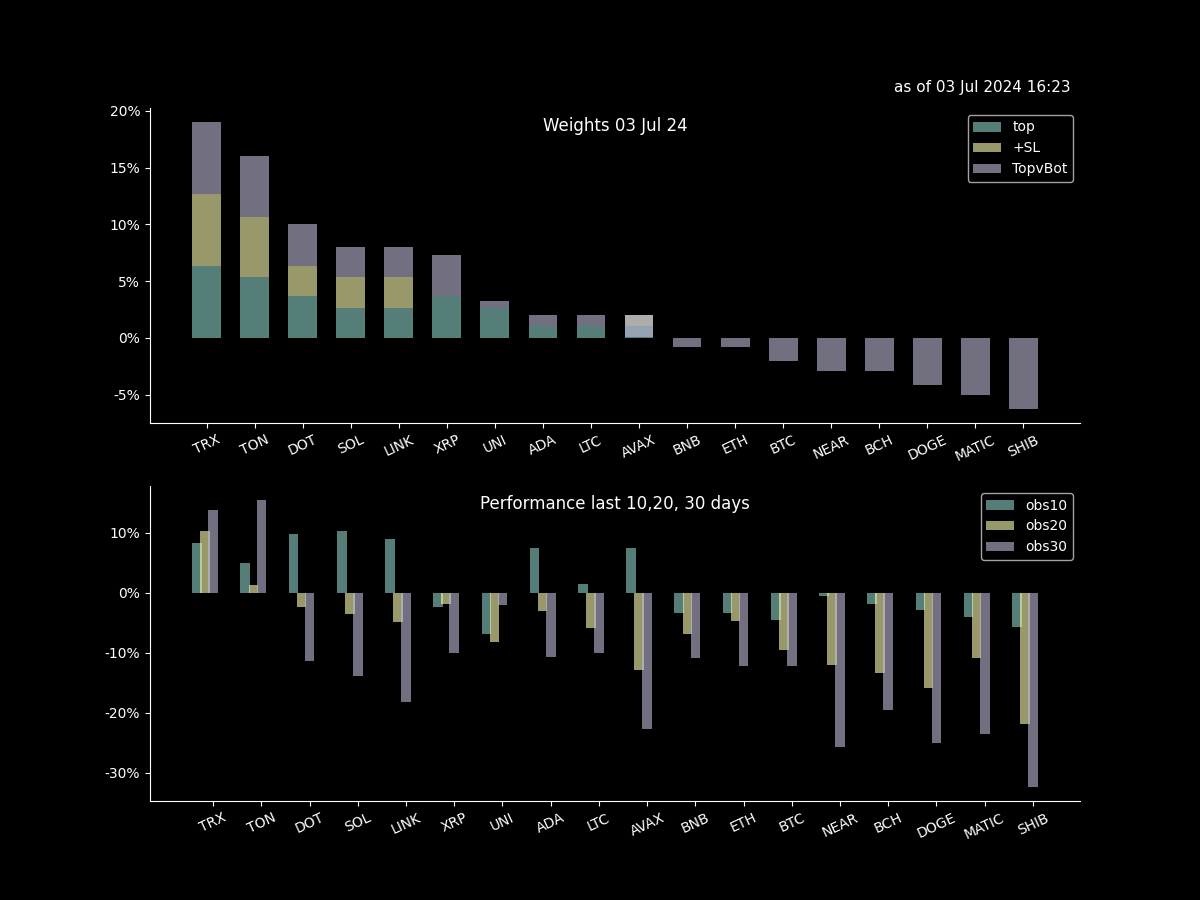 as of 03 Jul 2024 16:23
Weights 03 Jul 24
top
+SL
TopvBot
20%
15%
10%
5%
0%
-5%
TRX TON DOT SOL LINK XRP UNI ADA LTC AVAX BNB ETH BTC NEAR BCH DOGE MATIC SHIB
Performance last 10,20, 30 days
obs10
obs20
obs30
10%
0%
-10%
-20%
-30%
TRX TON DOT SOL LINK XRP UNI ADA LTC AVAX BNB ETH BTC NEAR BCH DOGE MATIC SHIB